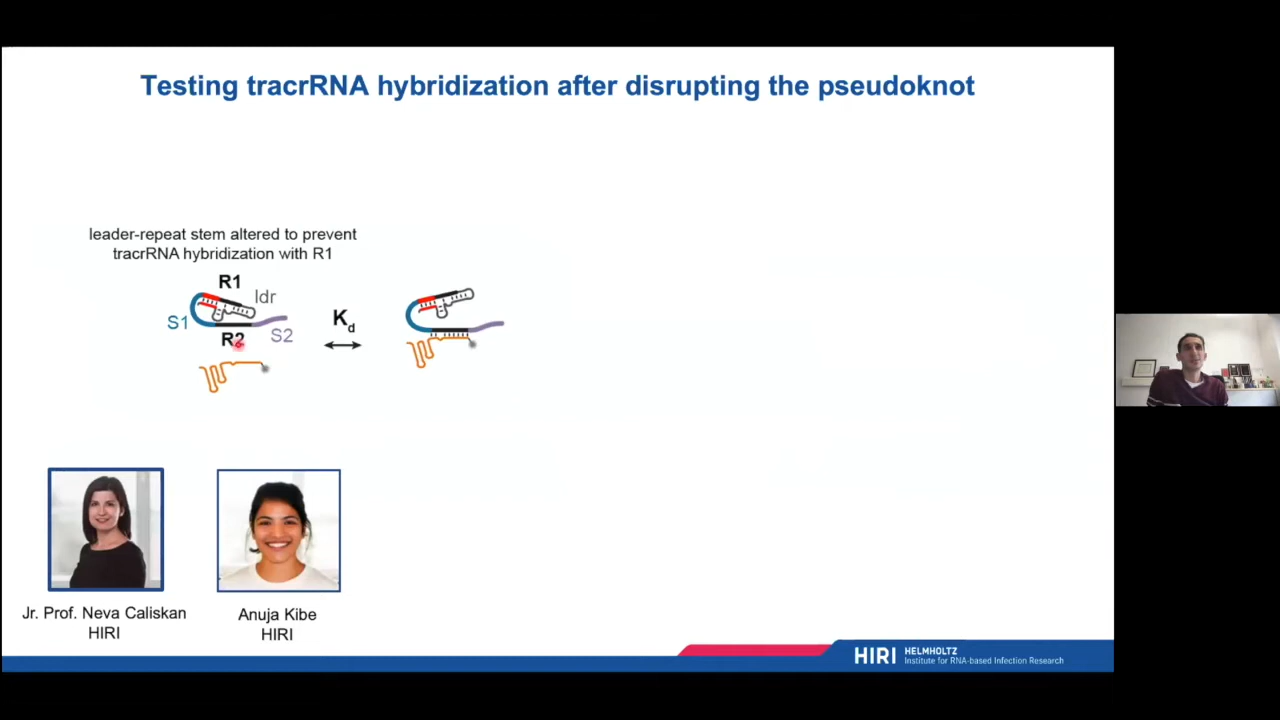 Testing tracrRNA hybridization after disrupting the pseudoknot
leader-repeat stem altered to prevent
tracrRNA hybridization with R1
R1
ldr
S1
S2
R2
Kd
Jr. Prof. Neva Caliskan
HIRI
Anuja Kibe
HIRI
HIRI HELMHOLTZ
Institute for RNA-based Infection Research